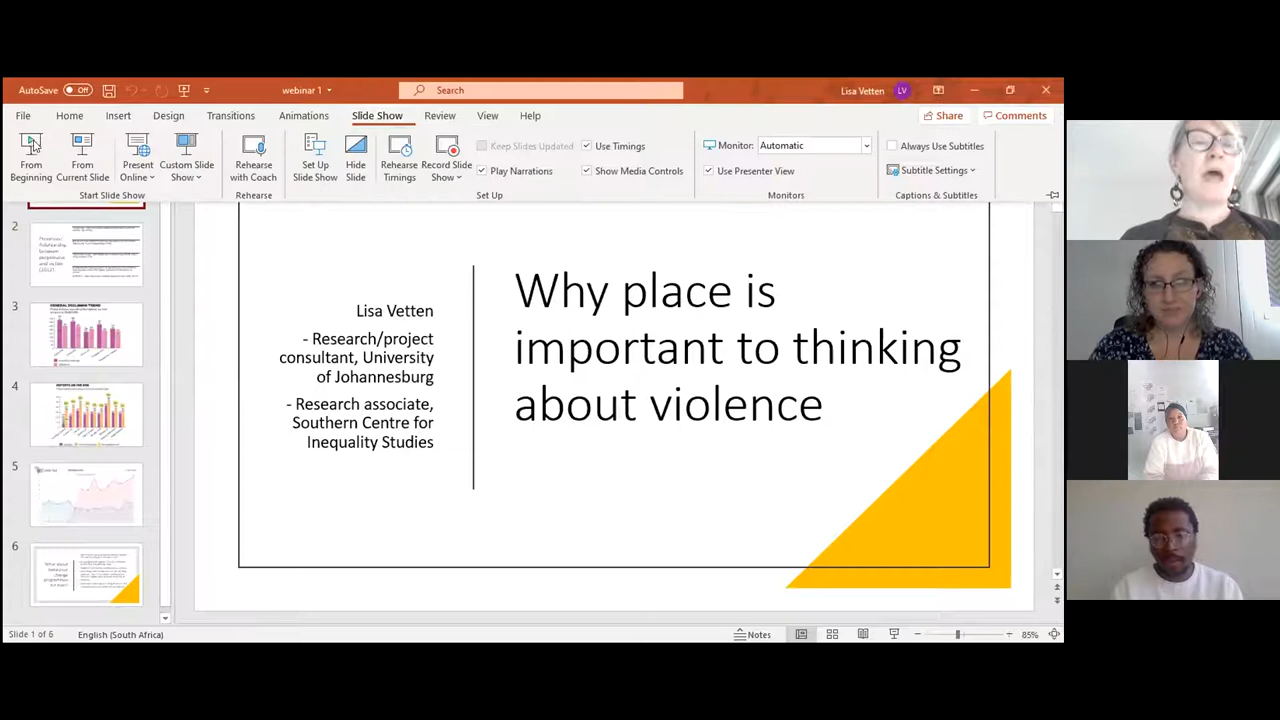 AutoSave Off
webinar 1
Search
Lisa Vetten LV
File Home Insert Design Transitions Animations Slide Show Review View Help
Share Comments
From Beginning
From Current Slide
Present Online
Custom Slide Show
Start Slide Show
Rehearse with Coach
Rehearse
Set Up Slide Show
Hide Slide
Rehearse Timings
Record Slide Show
Keep Slides Updated
Use Timings
Play Narrations
Show Media Controls
Set Up
Monitor: Automatic
Use Presenter View
Monitors
Always Use Subtitles
Subtitle Settings
Captions & Subtitles
2
3
4
5
6
Lisa Vetten
- Research/project
consultant, University
of Johannesburg
- Research associate,
Southern Centre for
Inequality Studies
Why place is
important to thinking
about violence
Slide 1 of 6 English (South Africa)
Notes
85%